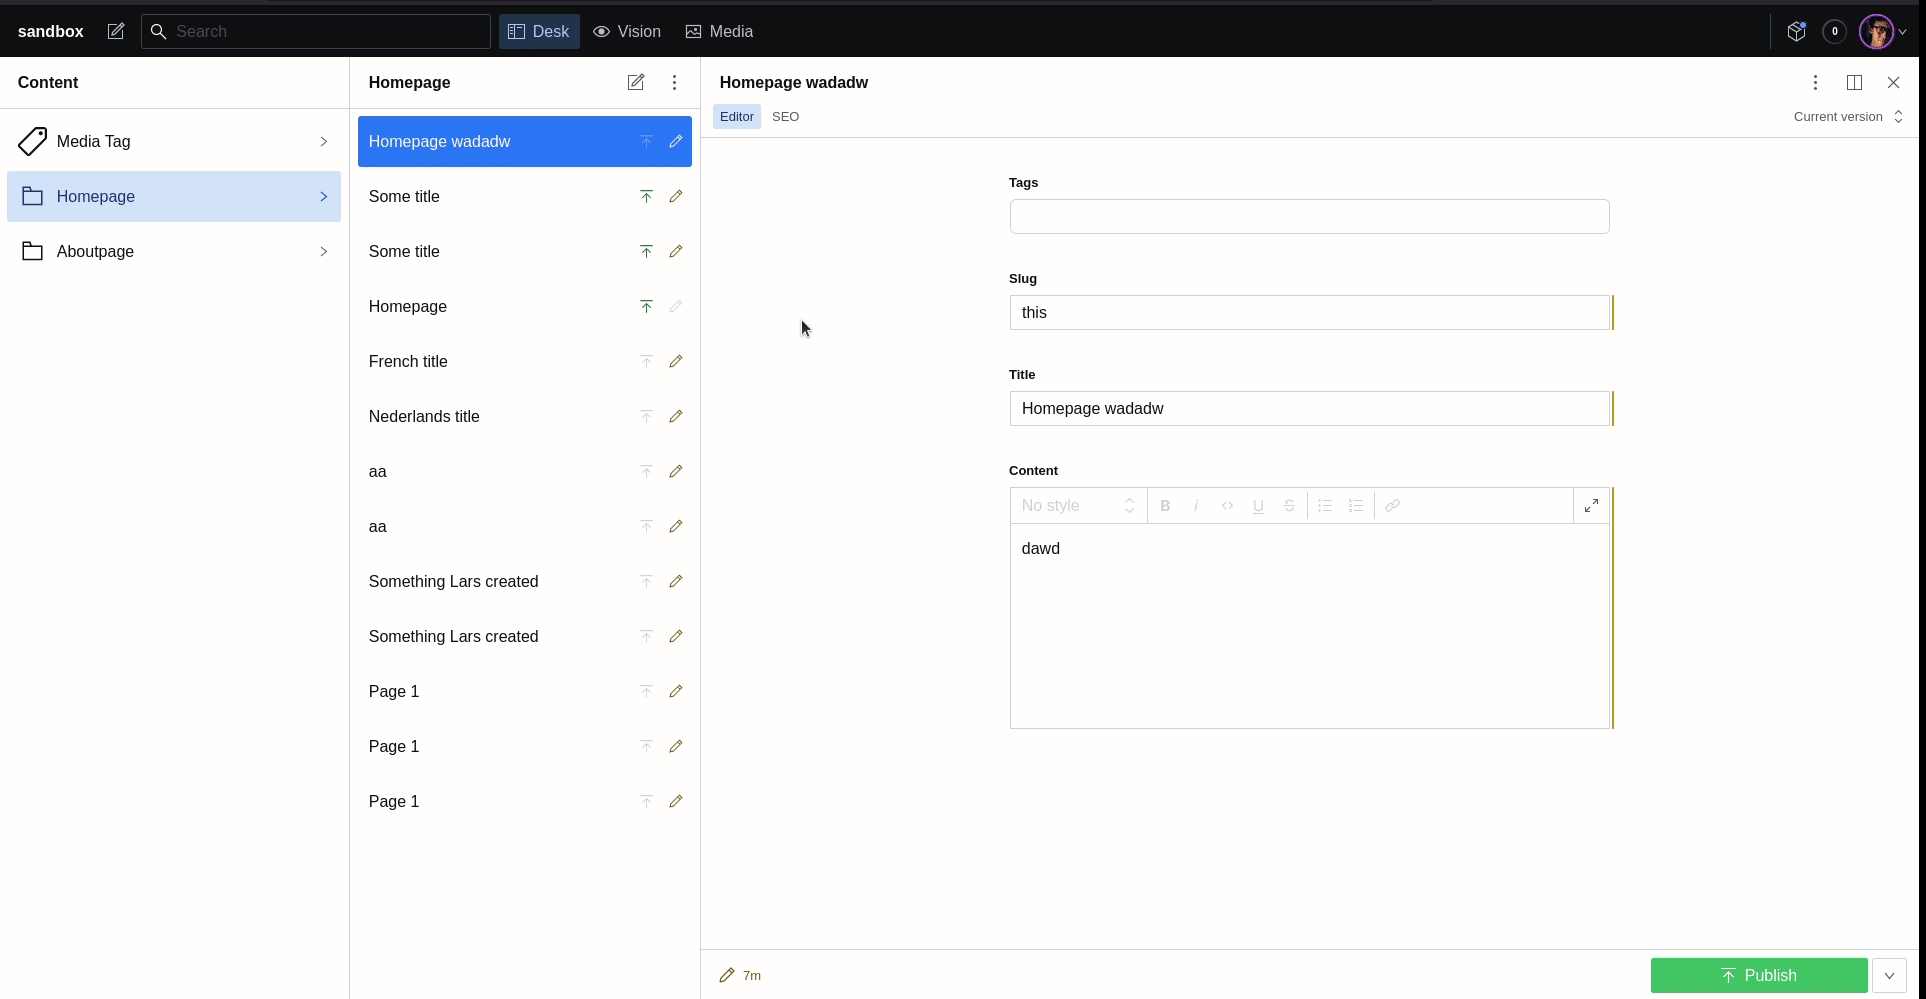 sandbox
Search
Desk
Vision
Media
0
Content
Media Tag
Homepage
Aboutpage
Homepage
Homepage wadadw
Some title
Some title
Homepage
French title
Nederlands title
aa
aa
Something Lars created
Something Lars created
Page 1
Page 1
Page 1
Homepage wadadw
Editor
SEO
Current version
Tags
Slug
this
Title
Homepage wadadw
Content
No style
B i U S
dawd
7m
Publish